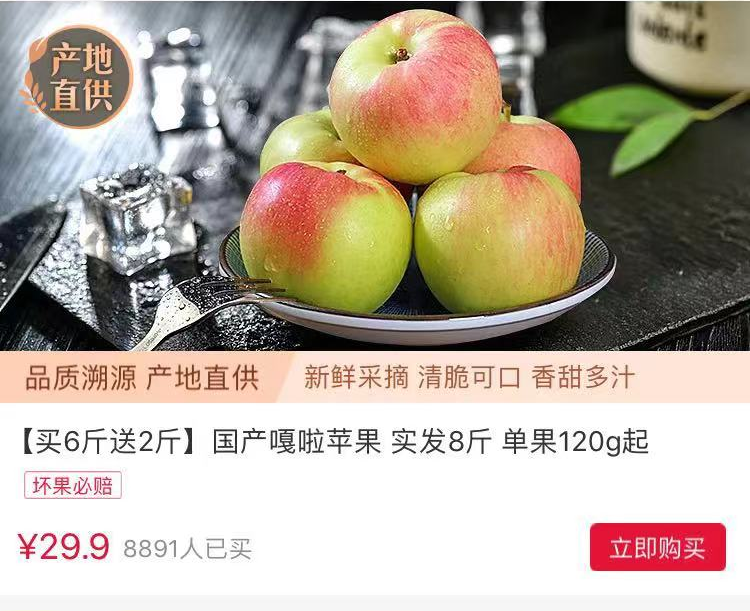 产地
直供
品质溯源 产地直供
新鲜采摘 清脆可口 香甜多汁
【买6斤送2斤】国产嘎啦苹果 实发8斤 单果120g起
坏果必赔
¥29.9 8891人已买
立即购买